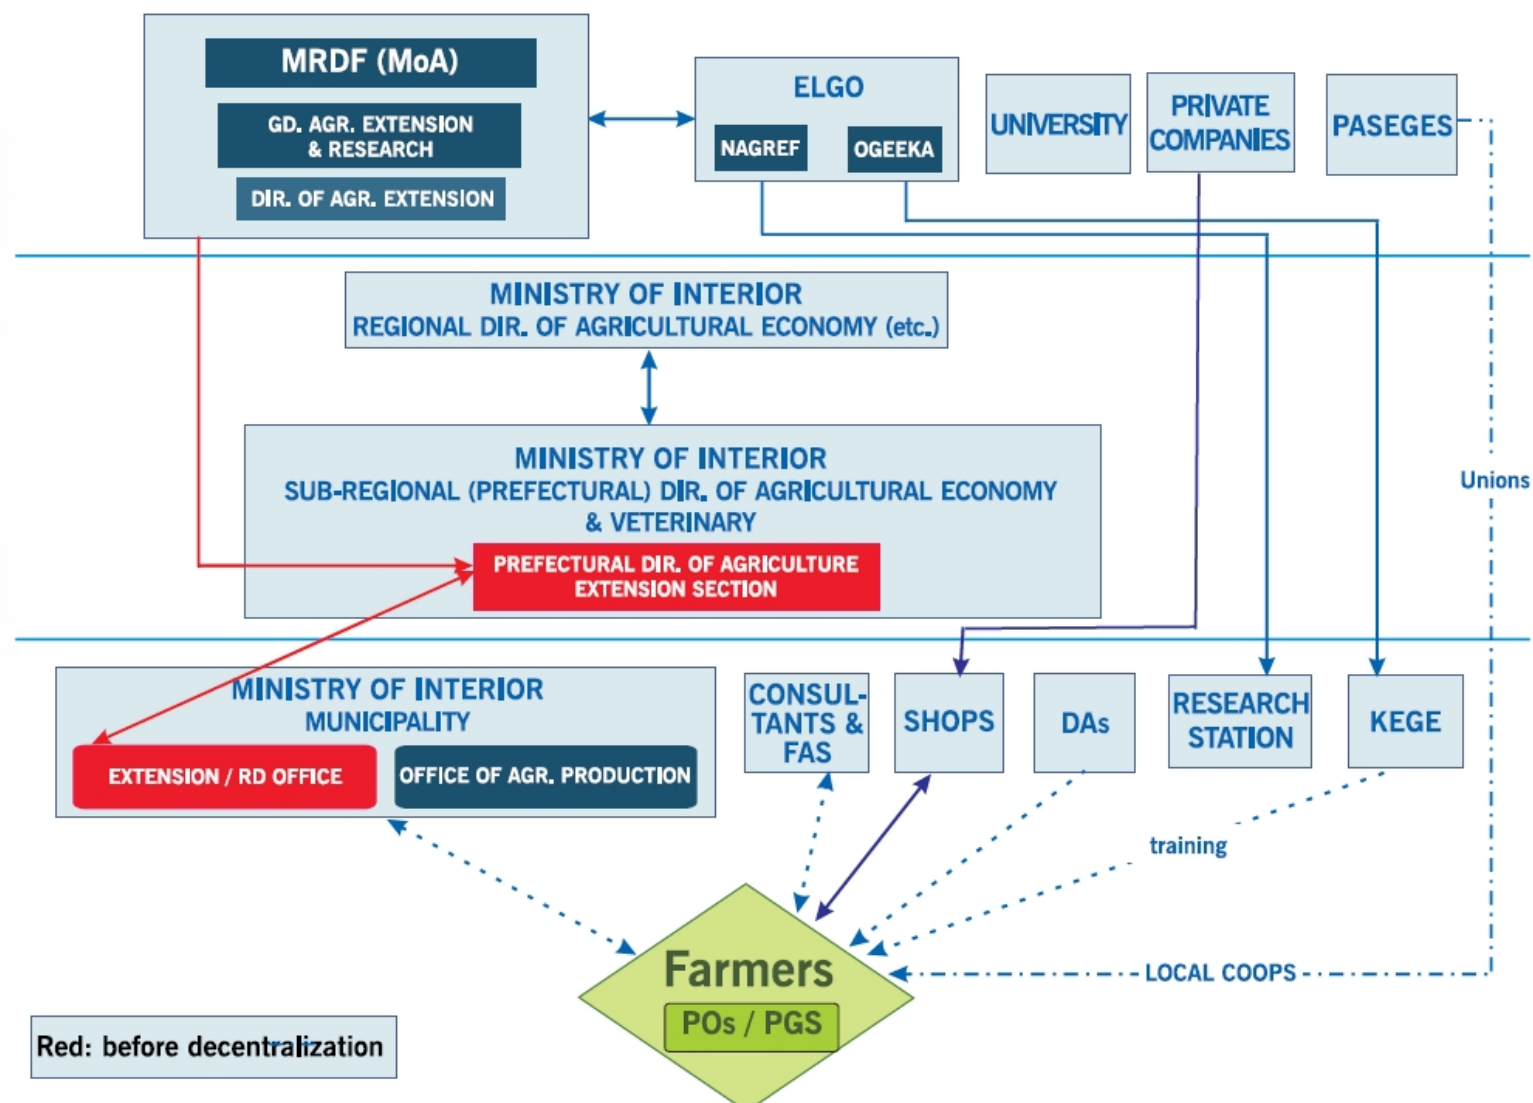 MRDF (MoA)
GD. AGR. EXTENSION
& RESEARCH
DIR. OF AGR. EXTENSION
ELGO
NAGREF
OGEEKA
UNIVERSITY
PRIVATE
COMPANIES
PASEGES
MINISTRY OF INTERIOR
REGIONAL DIR. OF AGRICULTURAL ECONOMY (etc.)
MINISTRY OF INTERIOR
SUB-REGIONAL (PREFECTURAL) DIR. OF AGRICULTURAL ECONOMY
& VETERINARY
PREFECTURAL DIR. OF AGRICULTURE
EXTENSION SECTION
Unions
MINISTRY OF INTERIOR
MUNICIPALITY
EXTENSION / RD OFFICE
OFFICE OF AGR. PRODUCTION
CONSUL-
TANTS &
FAS
SHOPS
DAs
RESEARCH
STATION
KEGE
training
LOCAL COOPS
Farmers
POs / PGS
Red: before decentralization